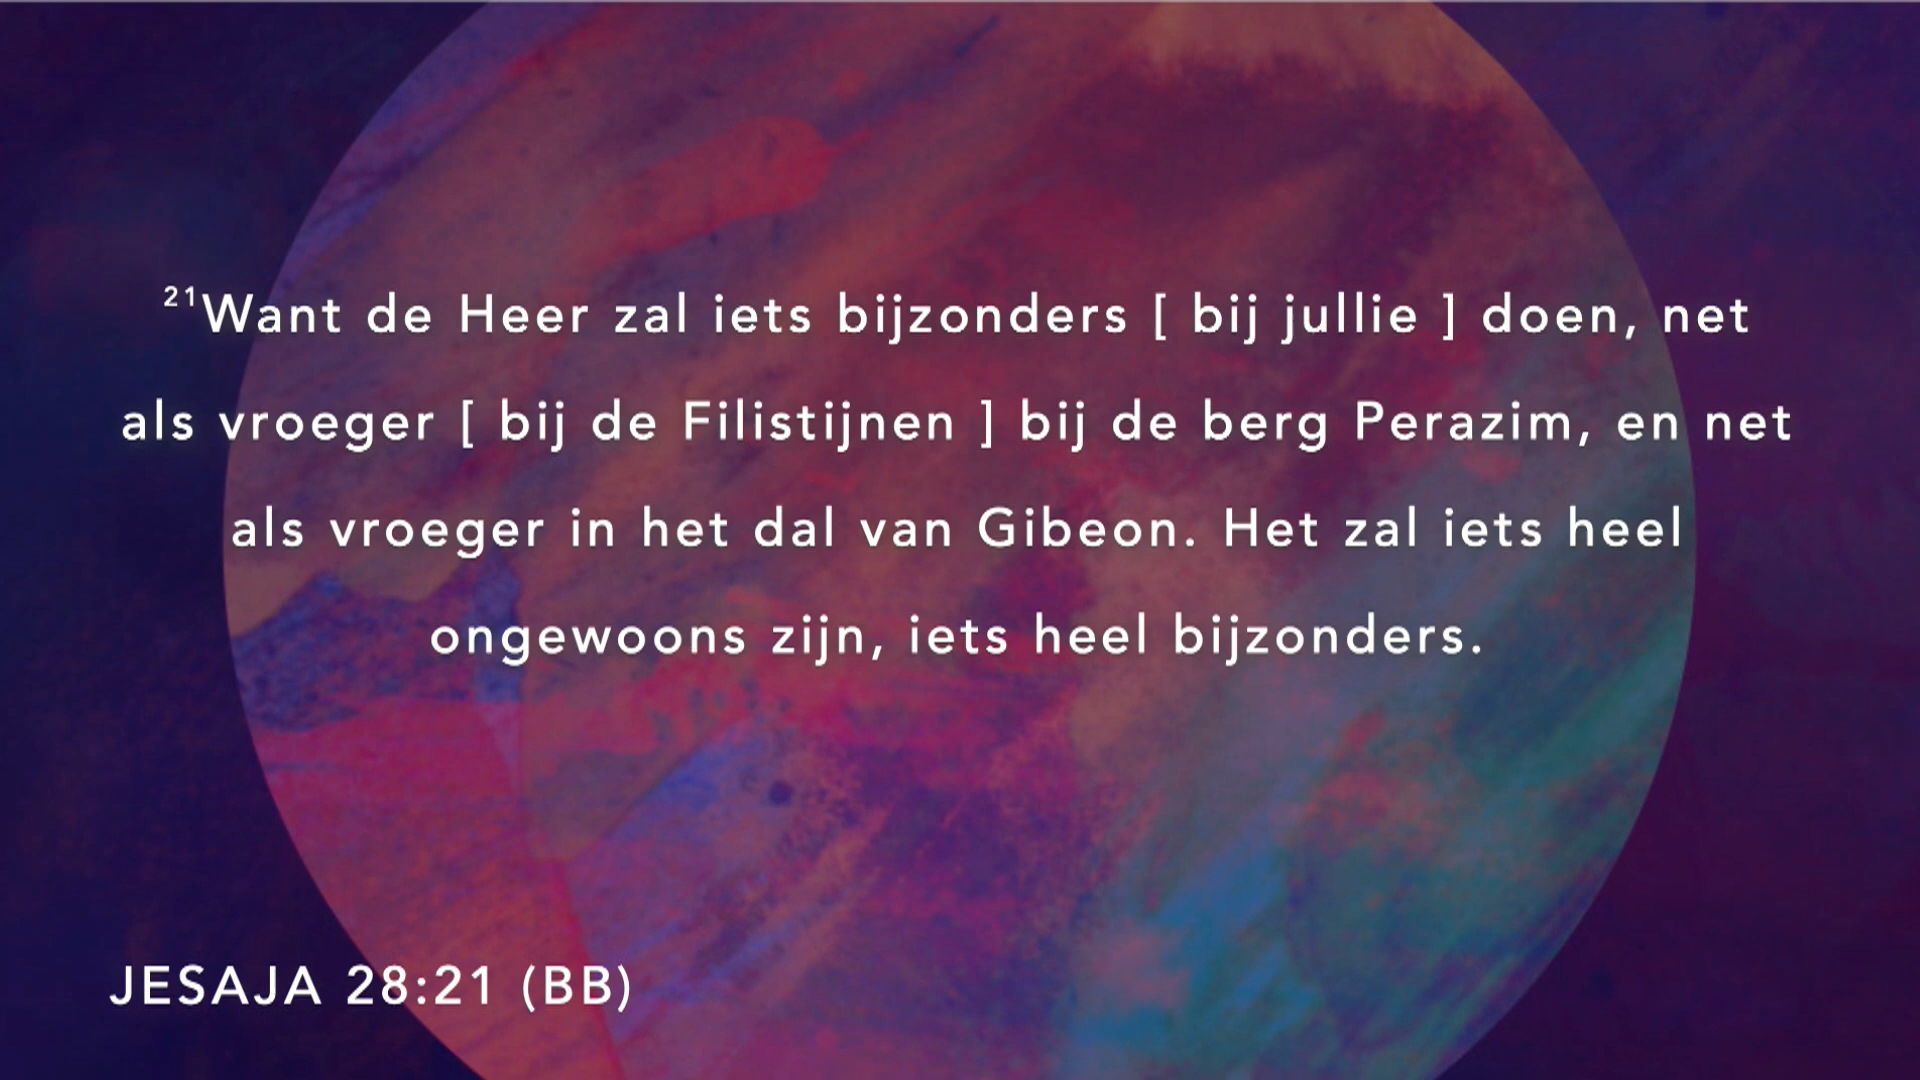 ²¹Want de Heer zal iets bijzonders [ bij jullie ] doen, net
als vroeger [ bij de Filistijnen ] bij de berg Perazim, en net
als vroeger in het dal van Gibeon. Het zal iets heel
ongewoons zijn, iets heel bijzonders.
JESAJA 28:21 (BB)